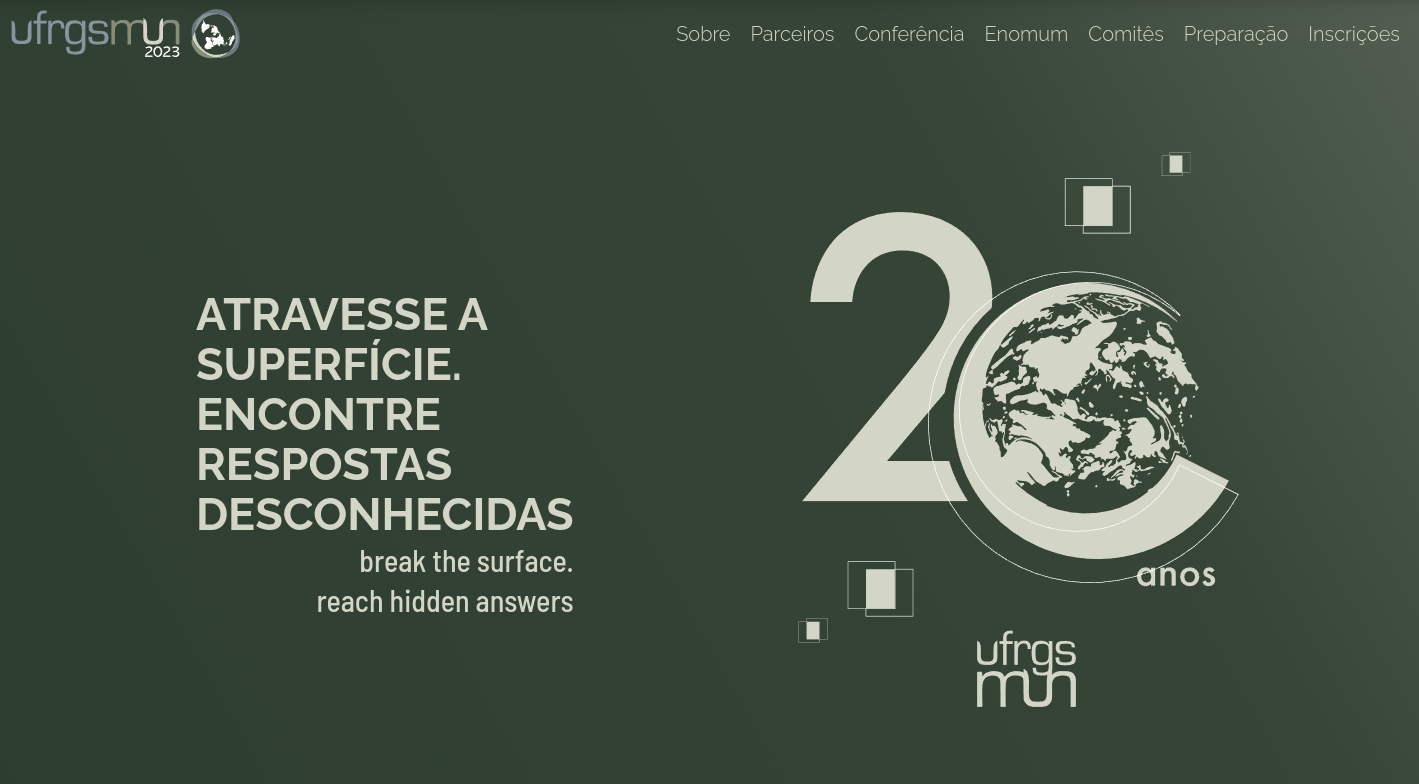 ufrgsmun
2023
Sobre Parceiros Conferência Enomum Comitês Preparação Inscrições
ATRAVESSE A
SUPERFÍCIE.
ENCONTRE
RESPOSTAS
DESCONHECIDAS
break the surface.
reach hidden answers
20
anos
ufrgs
mun